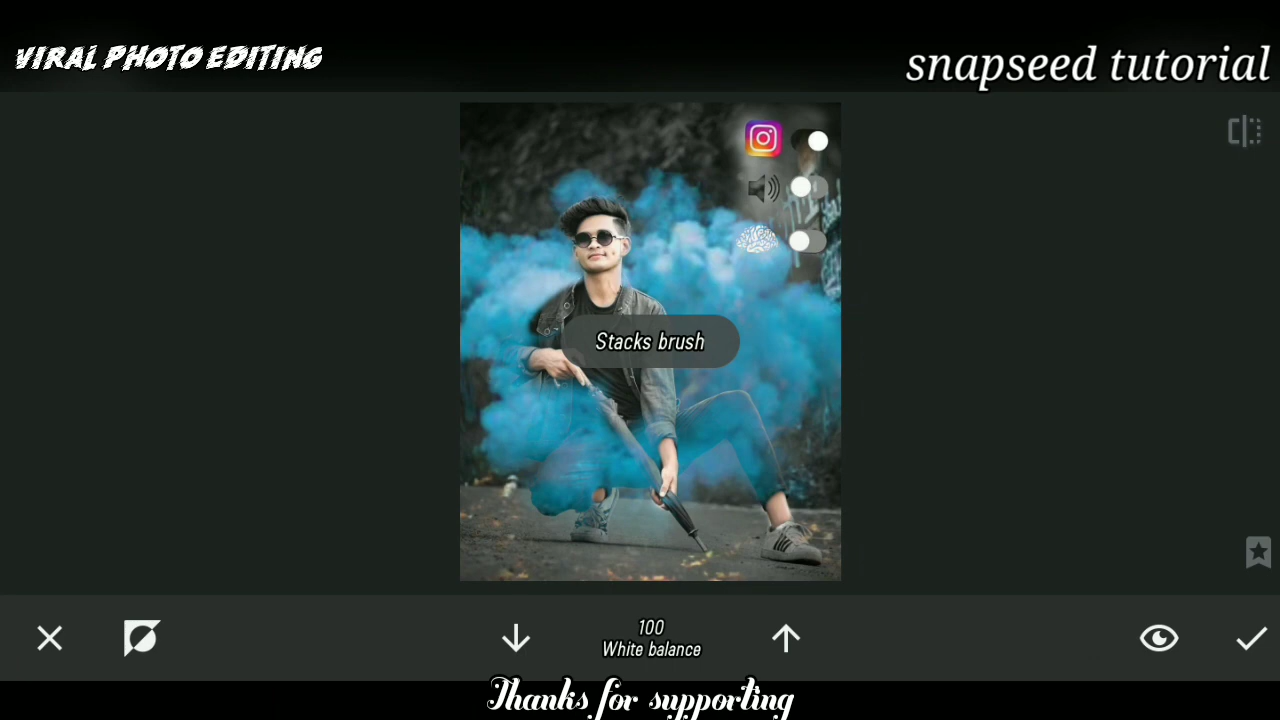 VIRAL PHOTO EDITING
snapseed tutorial
Stacks brush
100
White balance
Thanks for supporting